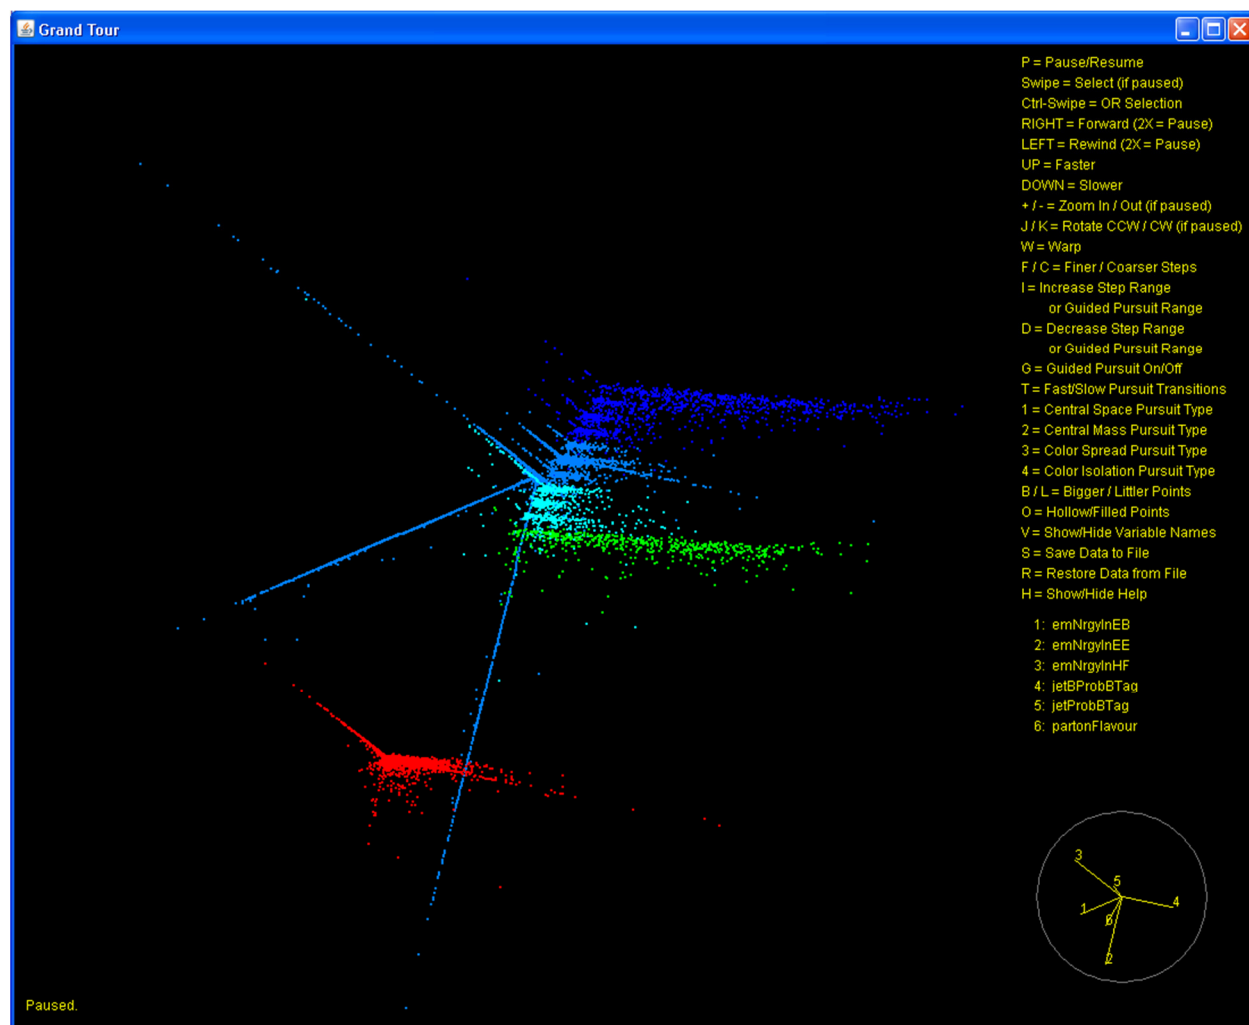 Grand Tour
P = Pause/Resume
Swipe = Select (if paused)
Ctrl-Swipe = OR Selection
RIGHT = Forward (2X = Pause)
LEFT = Rewind (2X = Pause)
UP = Faster
DOWN = Slower
+ / - = Zoom In / Out (if paused)
J / K = Rotate CCW / CW (if paused)
W = Warp
F / C = Finer / Coarser Steps
I = Increase Step Range
or Guided Pursuit Range
D = Decrease Step Range
or Guided Pursuit Range
G = Guided Pursuit On/Off
T = Fast/Slow Pursuit Transitions
1 = Central Space Pursuit Type
2 = Central Mass Pursuit Type
3 = Color Spread Pursuit Type
4 = Color Isolation Pursuit Type
B / L = Bigger / Littler Points
O = Hollow/Filled Points
V = Show/Hide Variable Names
S = Save Data to File
R = Restore Data from File
H = Show/Hide Help
1: emNrgyInEB
2: emNrgyInEE
3: emNrgyInHF
4: jetBProbBTag
5: jetProbBTag
6: partonFlavour
3
5
4
1
6
2
Paused.